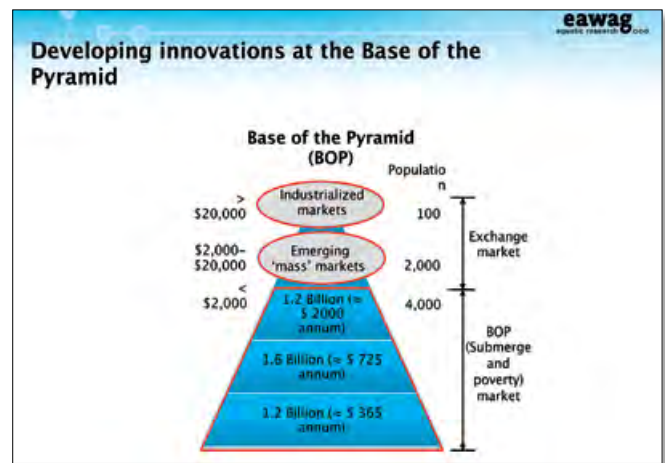 eawag
aquatic research
Developing innovations at the Base of the
Pyramid
Base of the Pyramid
(BOP)
Populatio
n
>
$20,000
Industrialized
markets
100
Exchange
market
$2,000-
$20,000
Emerging
'mass' markets
2,000
<
$2,000
4,000
1.2 Billion (=
$ 2000
annum)
BOP
(Submerge
and
poverty)
market
1.6 Billion (= $ 725
annum)
1.2 Billion (= $ 365
annum)